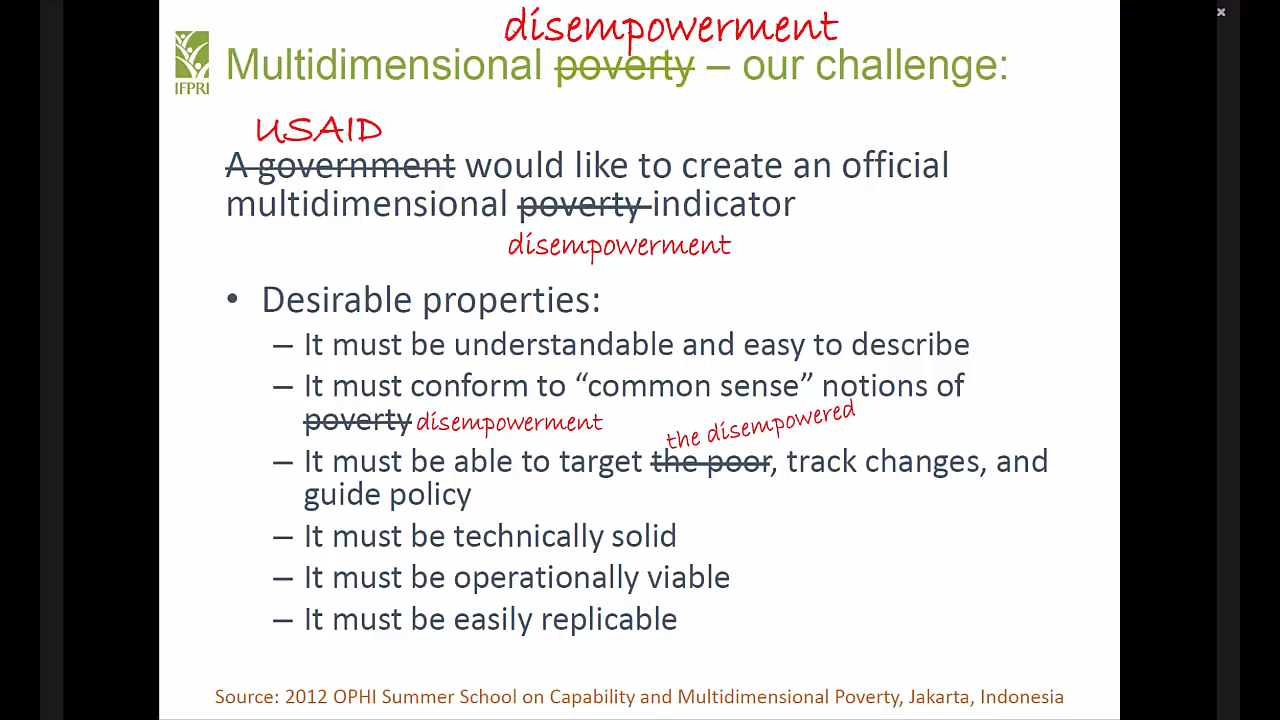 disempowerment
IFPRI
Multidimensional poverty – our challenge:
USAID
A government would like to create an official
multidimensional poverty indicator
disempowerment
• Desirable properties:
– It must be understandable and easy to describe
– It must conform to “common sense” notions of
poverty disempowerment
the disempowered
– It must be able to target the poor, track changes, and
guide policy
– It must be technically solid
– It must be operationally viable
– It must be easily replicable
Source: 2012 OPHI Summer School on Capability and Multidimensional Poverty, Jakarta, Indonesia